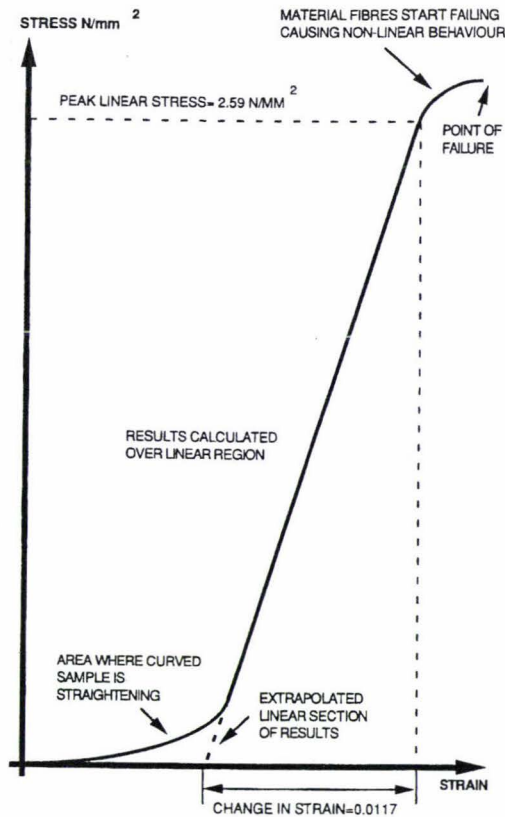 STRESS N/mm 2
MATERIAL FIBRES START FAILING
CAUSING NON-LINEAR BEHAVIOUR
PEAK LINEAR STRESS= 2.59 N/MM 2
POINT OF
FAILURE
RESULTS CALCULATED
OVER LINEAR REGION
AREA WHERE CURVED
SAMPLE IS
STRAIGHTENING
EXTRAPOLATED
LINEAR SECTION
OF RESULTS
STRAIN
CHANGE IN STRAIN=0.0117